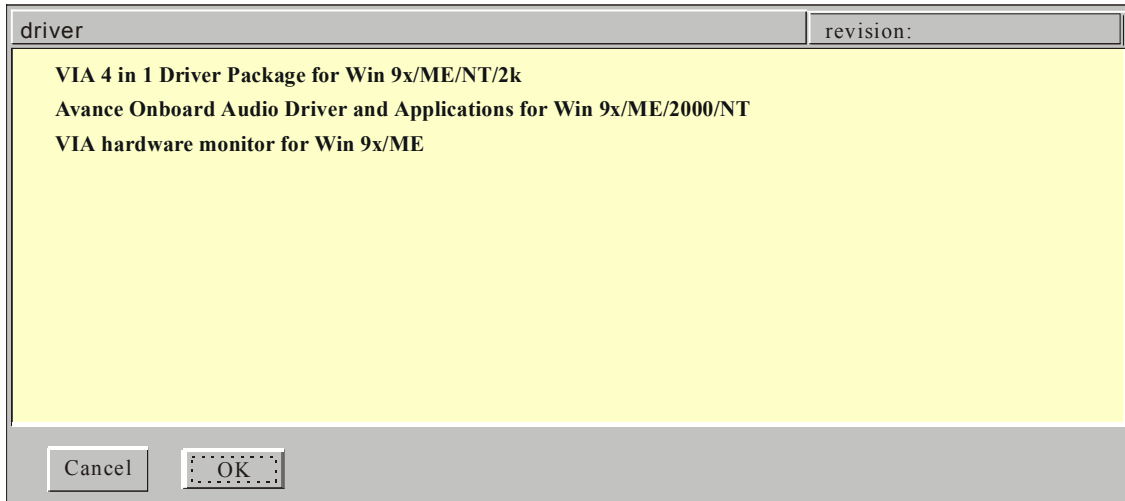 driver revision:
VIA 4 in 1 Driver Package for Win 9x/ME/NT/2k
Avance Onboard Audio Driver and Applications for Win 9x/ME/2000/NT
VIA hardware monitor for Win 9x/ME
Cancel OK